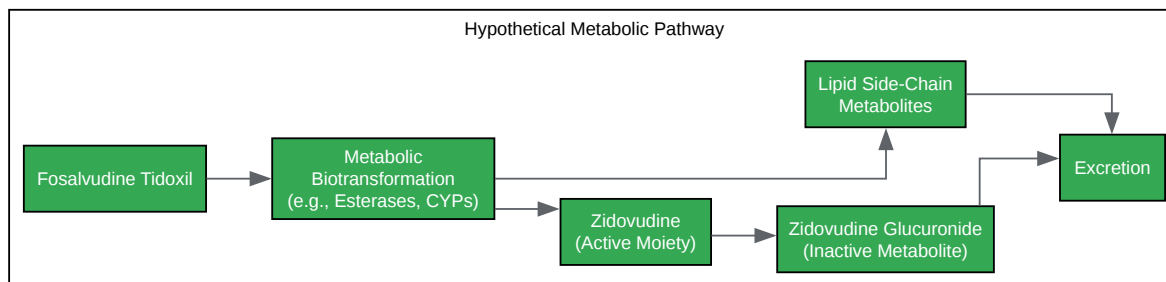 Hypothetical Metabolic Pathway
Fosalvudine Tidoxil
Metabolic
Biotransformation
(e.g., Esterases, CYPs)
Lipid Side-Chain
Metabolites
Zidovudine
(Active Moiety)
Zidovudine Glucuronide
(Inactive Metabolite)
Excretion